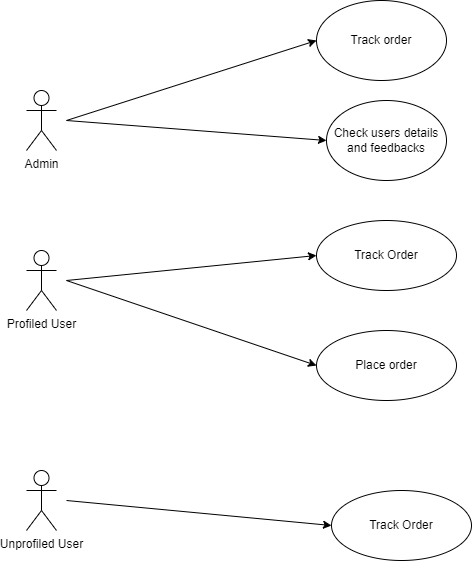 Track order
Check users details
and feedbacks
Admin
Track Order
Profiled User
Place order
Track Order
Unprofiled User